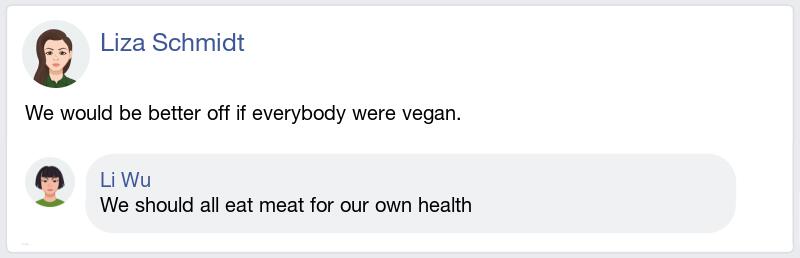 Liza Schmidt
We would be better off if everybody were vegan.
Li Wu
We should all eat meat for our own health